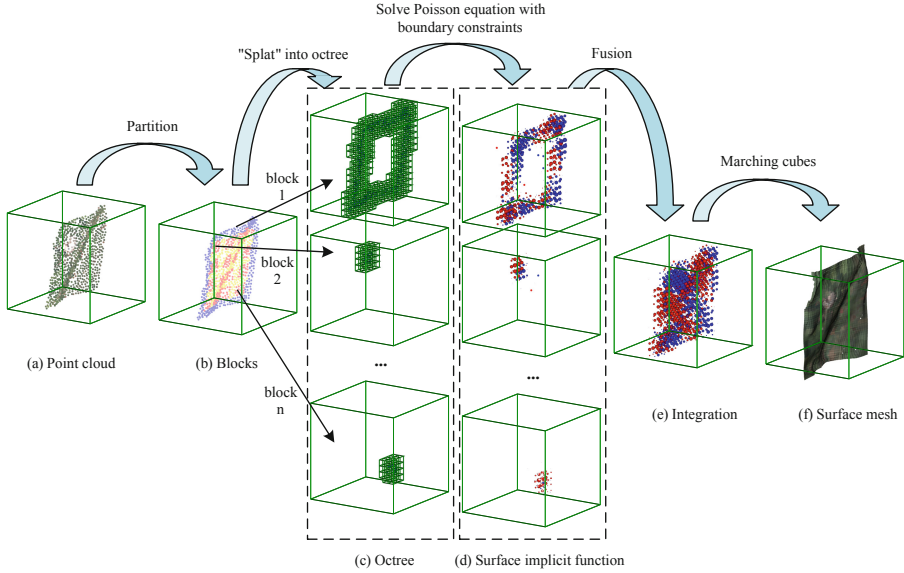 Solve Poisson equation with
boundary constraints
"Splat" into octree
Fusion
Partition
Marching cubes
block
1
block
2
block
n
...
...
(a) Point cloud
(b) Blocks
(c) Octree
(d) Surface implicit function
(e) Integration
(f) Surface mesh